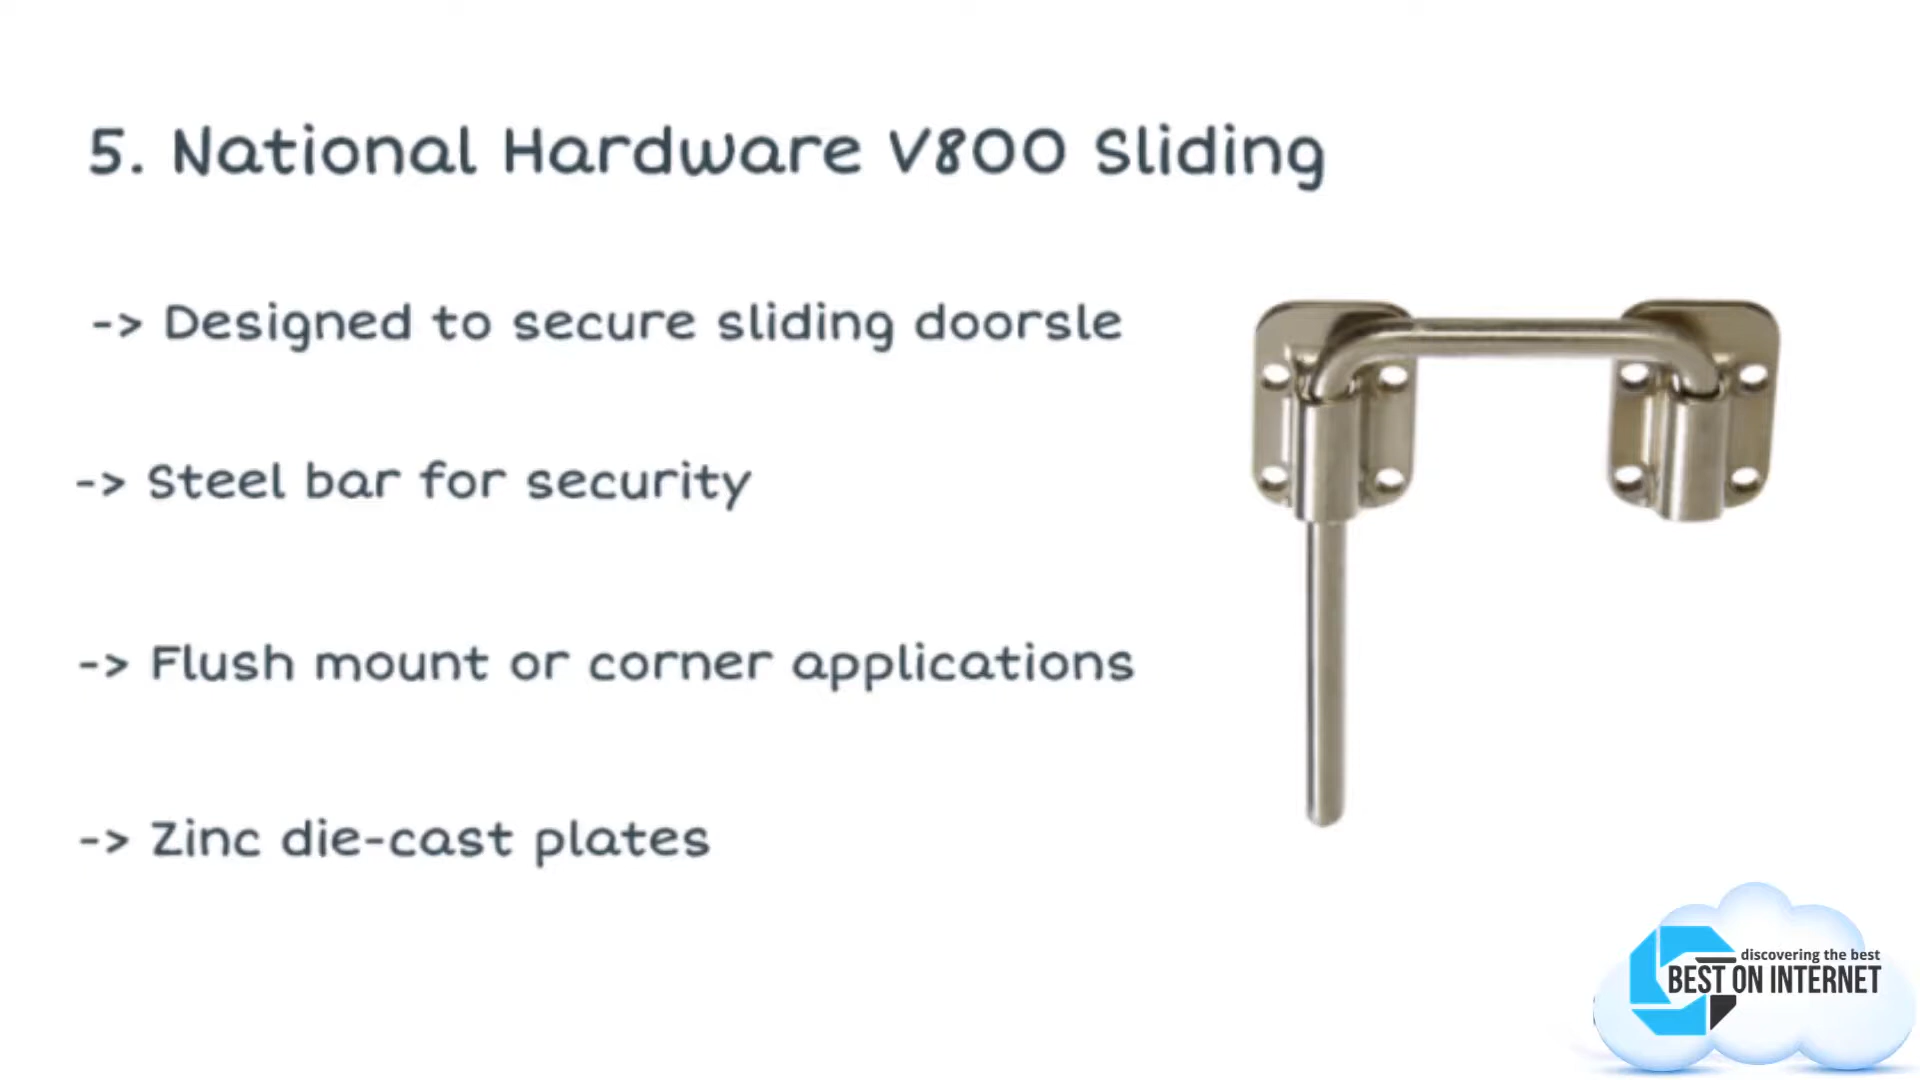 5. National Hardware V800 Sliding
-> Designed to secure sliding doorsle
-> Steel bar for security
-> Flush mount or corner applications
-> Zinc die-cast plates
discovering the best
BEST ON INTERNET